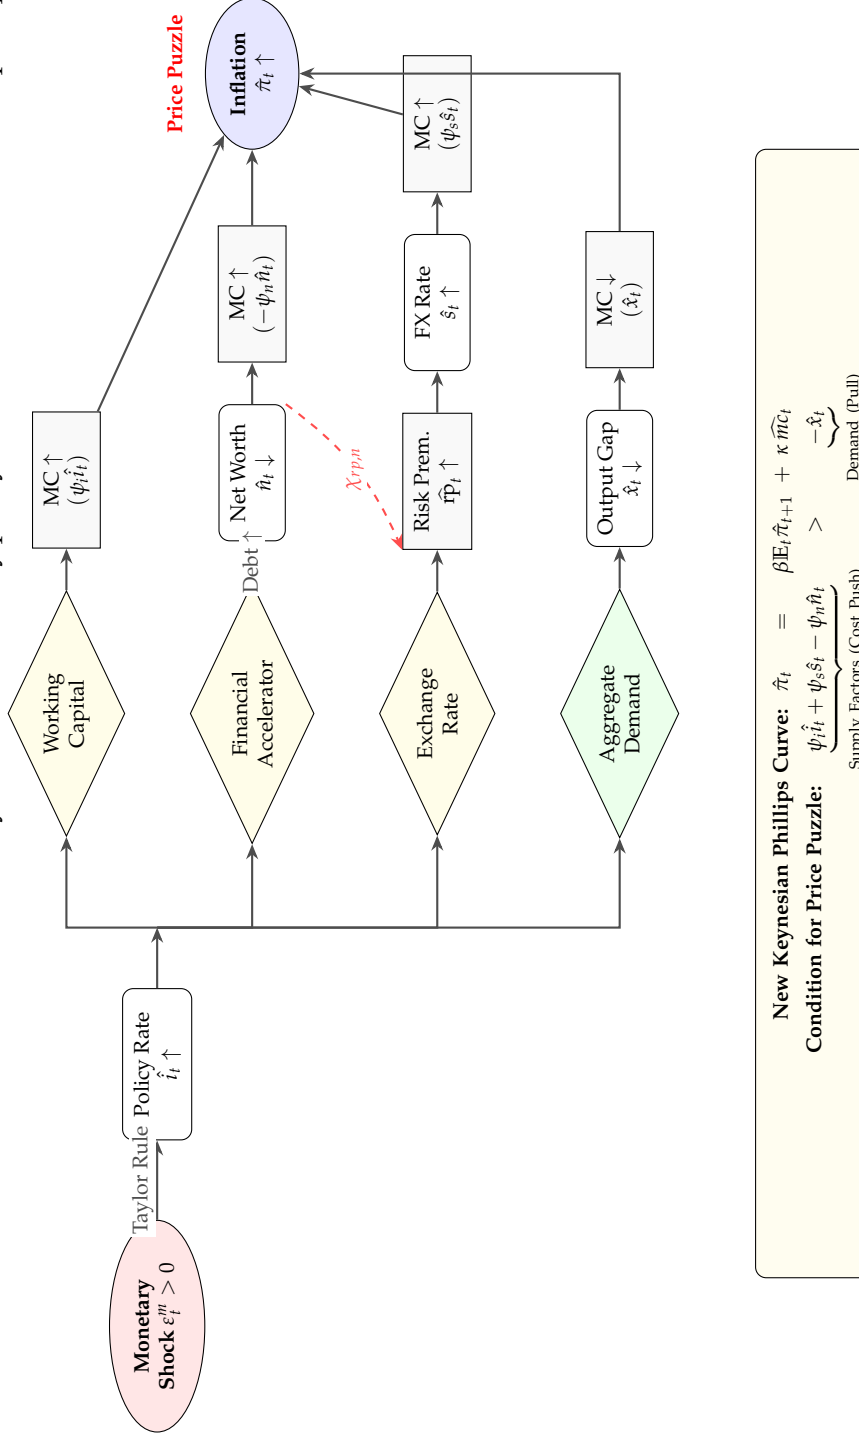 Price Puzzle
Monetary
Shock ε_t^m > 0
Taylor Rule
Policy Rate
î_t ↑
Working
Capital
MC ↑
(ψ_i î_t)
Financial
Accelerator
Debt ↑
Net Worth
n̂_t ↓
MC ↑
(−ψ_n n̂_t)
Inflation
π̂_t ↑
χ_{rp,n}
Exchange
Rate
Risk Prem.
r̂p_t ↑
FX Rate
ŝ_t ↑
MC ↑
(ψ_s ŝ_t)
Aggregate
Demand
Output Gap
x̂_t ↓
MC ↓
(x̂_t)
New Keynesian Phillips Curve: π̂_t = βE_t π̂_{t+1} + κ m̂c_t
Condition for Price Puzzle: ψ_i î_t + ψ_s ŝ_t − ψ_n n̂_t > −x̂_t
Supply Factors (Cost Push) Demand (Pull)